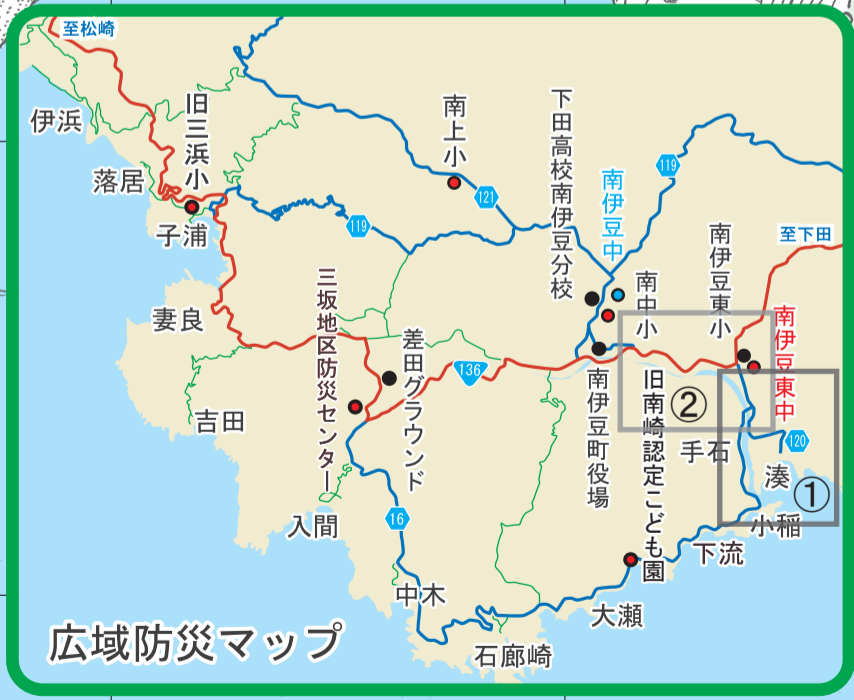 至松崎
伊浜
旧三浜小
落居
子浦
南上小
121
119
下田高校南伊豆分校
南伊豆中
119
南伊豆東小
至下田
妻良
三坂地区防災センター
差田グラウンド
136
南中小
南伊豆東中
吉田
南伊豆町役場
旧南崎認定こども園
②
手石
120
湊
①
入間
16
小稲
下流
中木
大瀬
石廊崎
広域防災マップ